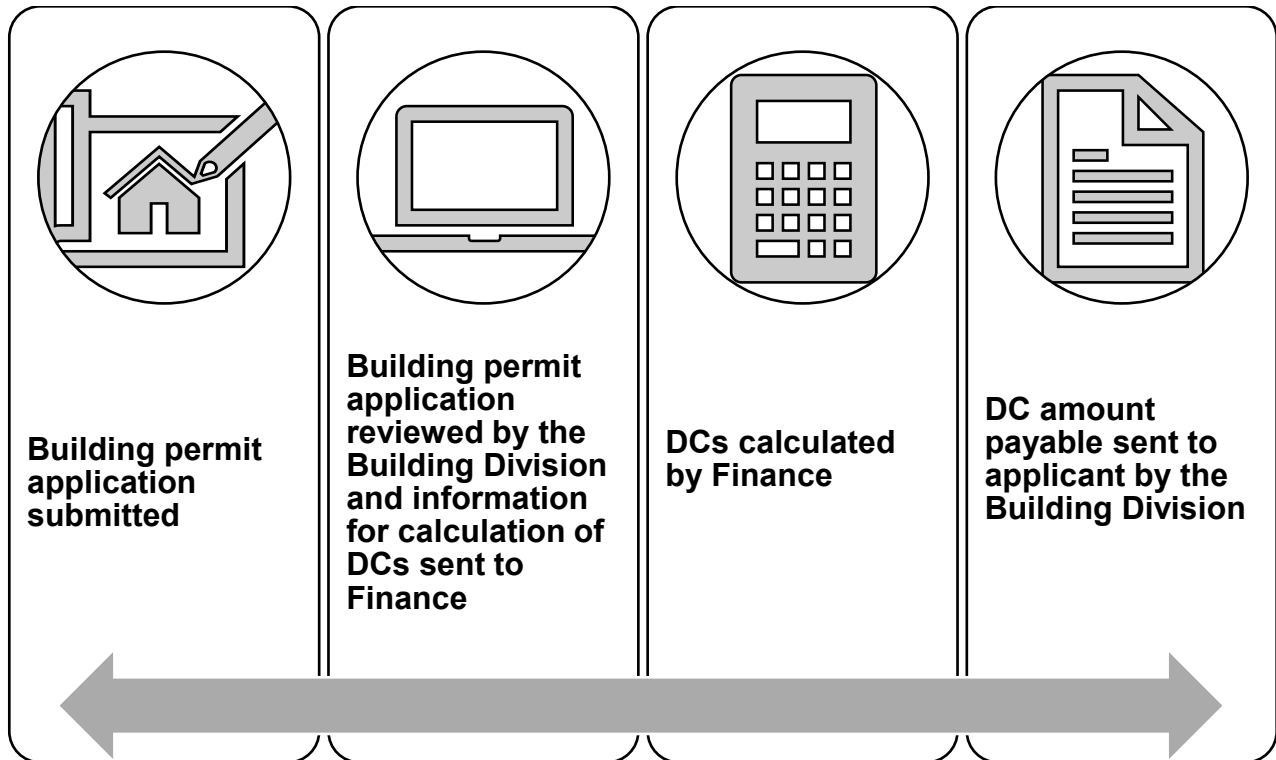 Building permit
application
submitted
Building permit
application
reviewed by the
Building Division
and information
for calculation of
DCs sent to
Finance
DCs calculated
by Finance
DC amount
payable sent to
applicant by the
Building Division